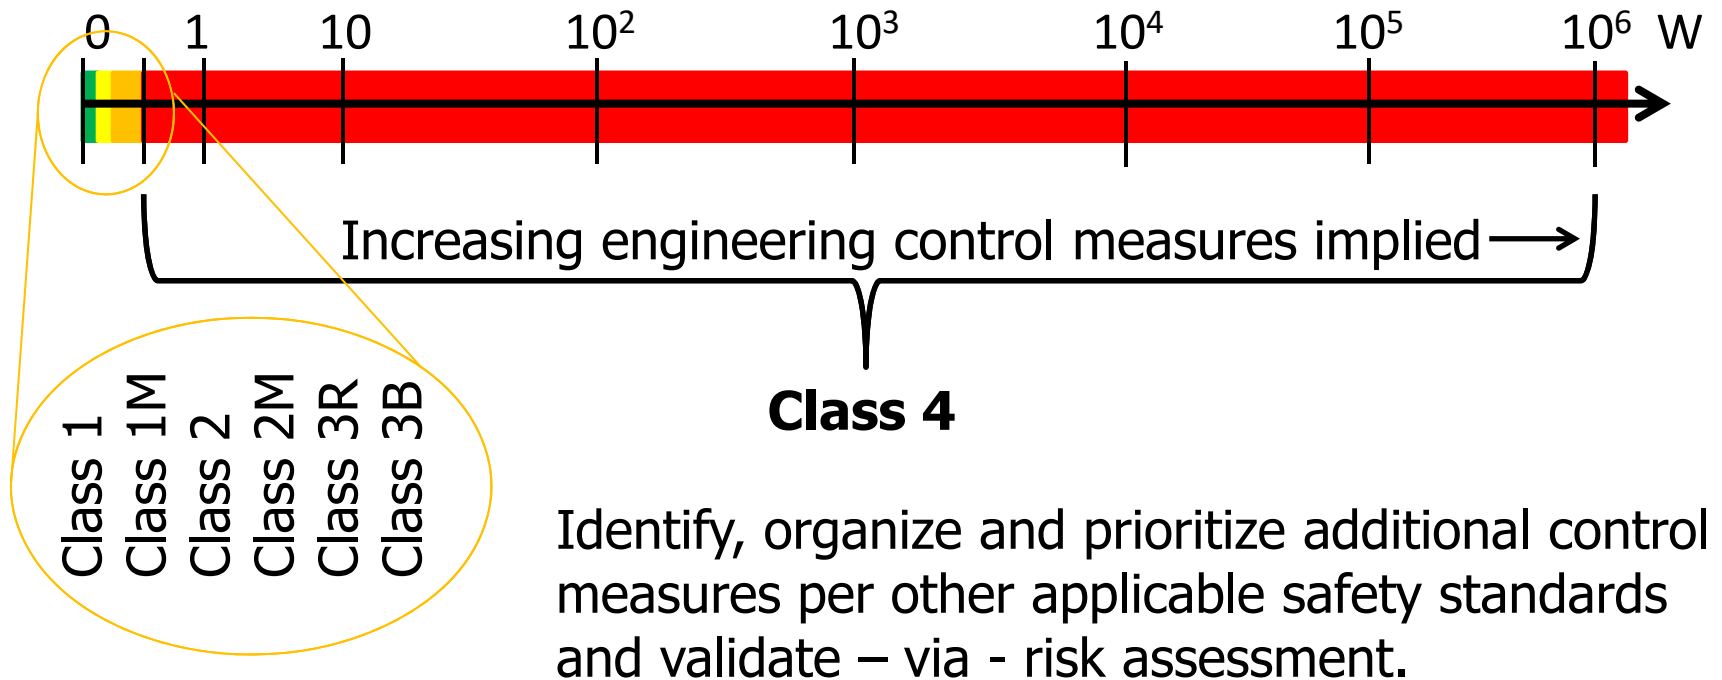 0 1 10 10² 10³ 10⁴ 10⁵ 10⁶ W
Increasing engineering control measures implied
Class 1
Class 1M
Class 2
Class 2M
Class 3R
Class 3B
Class 4
Identify, organize and prioritize additional control
measures per other applicable safety standards
and validate – via - risk assessment.